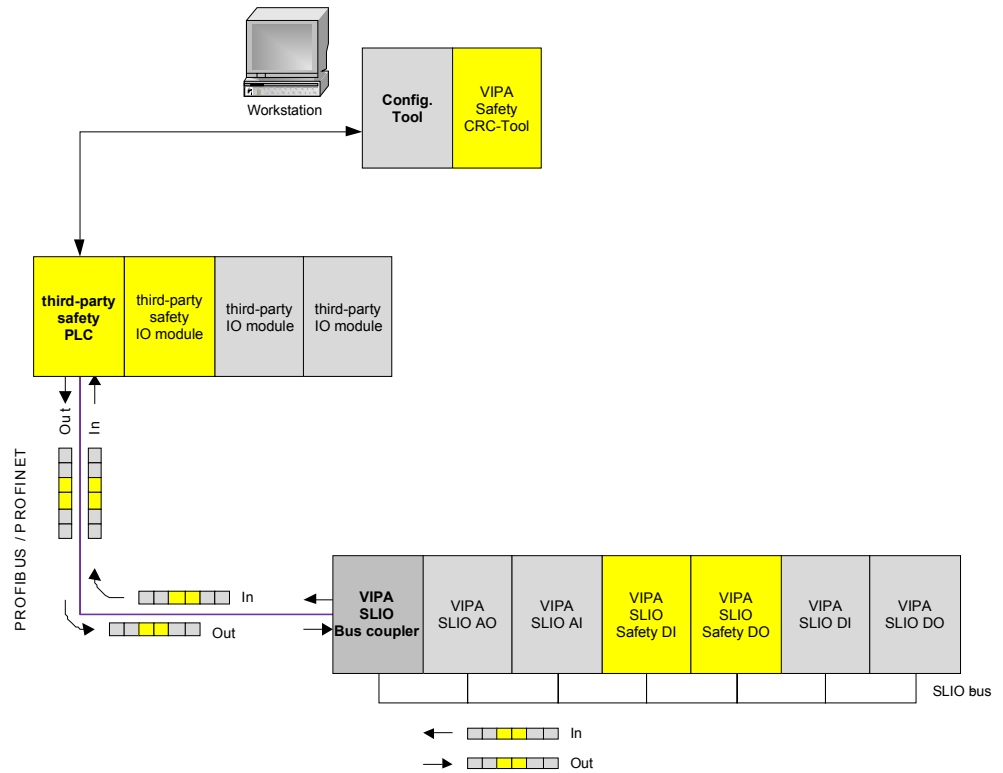 Workstation
Config.
Tool
VIPA
Safety
CRC-Tool
third-party
safety
PLC
third-party
safety
IO module
third-party
IO module
third-party
IO module
Out
In
PROFIBUS / PROFINET
In
Out
VIPA
SLIO
Bus coupler
VIPA
SLIO AO
VIPA
SLIO AI
VIPA
SLIO
Safety DI
VIPA
SLIO
Safety DO
VIPA
SLIO DI
VIPA
SLIO DO
SLIO bus
In
Out